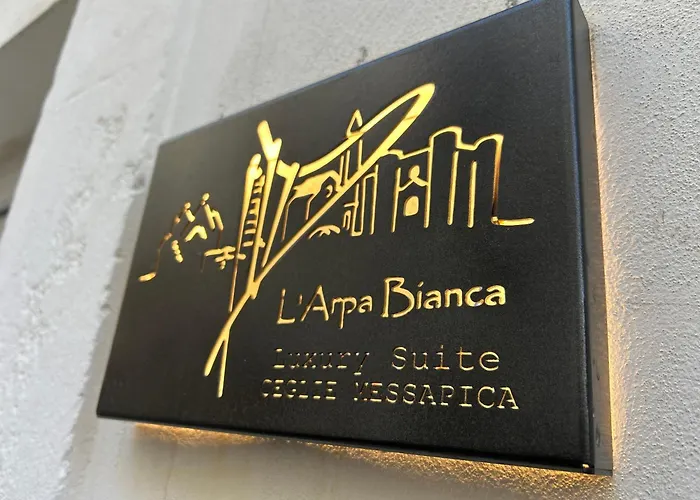 L'Arpa Bianca
Luxury Suite
CEGLIE MESSAPICA